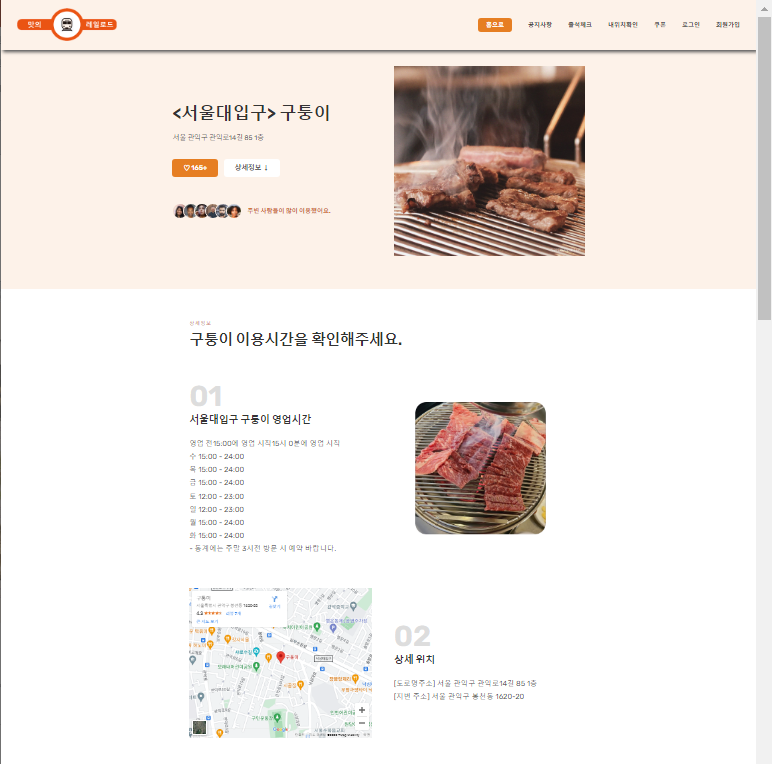 맛의 레일로드
홈으로 공지사항 출석체크 내위치확인 쿠폰 로그인 회원가입
<서울대입구> 구통이
서울 관악구 관악로14길 85 1층
♡ 165+ 상세정보 ↓
주변 사람들이 많이 이용했어요.
상세정보
구통이 이용시간을 확인해주세요.
01
서울대입구 구통이 영업시간
영업 전15:00에 영업 시작15시 0분에 영업 시작
수 15:00 - 24:00
목 15:00 - 24:00
금 15:00 - 24:00
토 12:00 - 23:00
일 12:00 - 23:00
월 15:00 - 24:00
화 15:00 - 24:00
- 동계에는 주말 3시전 방문 시 예약 바랍니다.
구통이
02
상세 위치
[도로명주소] 서울 관악구 관악로14길 85 1층
[지번 주소] 서울 관악구 봉천동 1620-20